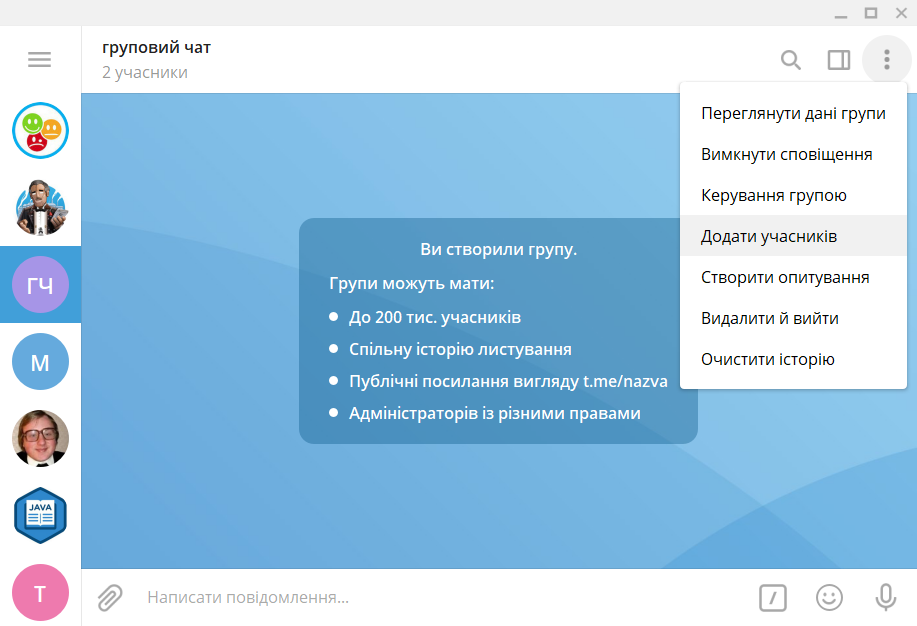 груповий чат
2 учасники
Переглянути дані групи
Вимкнути сповіщення
Керування групою
Додати учасників
Створити опитування
Видалити й вийти
Очистити історію
ГЧ
М
JAVA
Т
Ви створили групу.
Групи можуть мати:
До 200 тис. учасників
Спільну історію листування
Публічні посилання вигляду t.me/nazva
Адміністраторів із різними правами
Написати повідомлення...